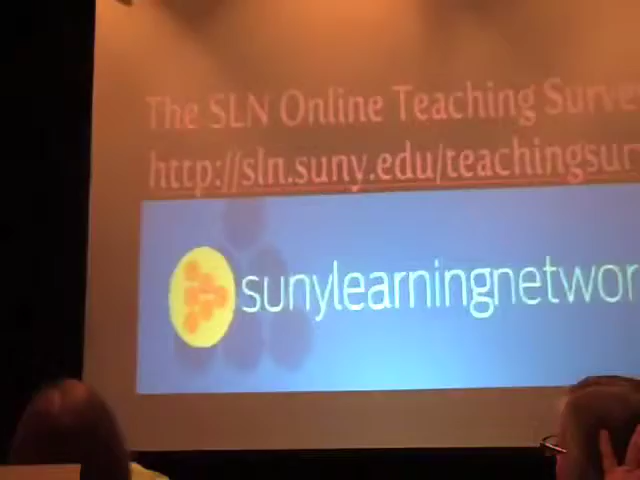 The SLN Online Teaching Surve
http://sln.suny.edu/teachingsur
sunylearningnetwor